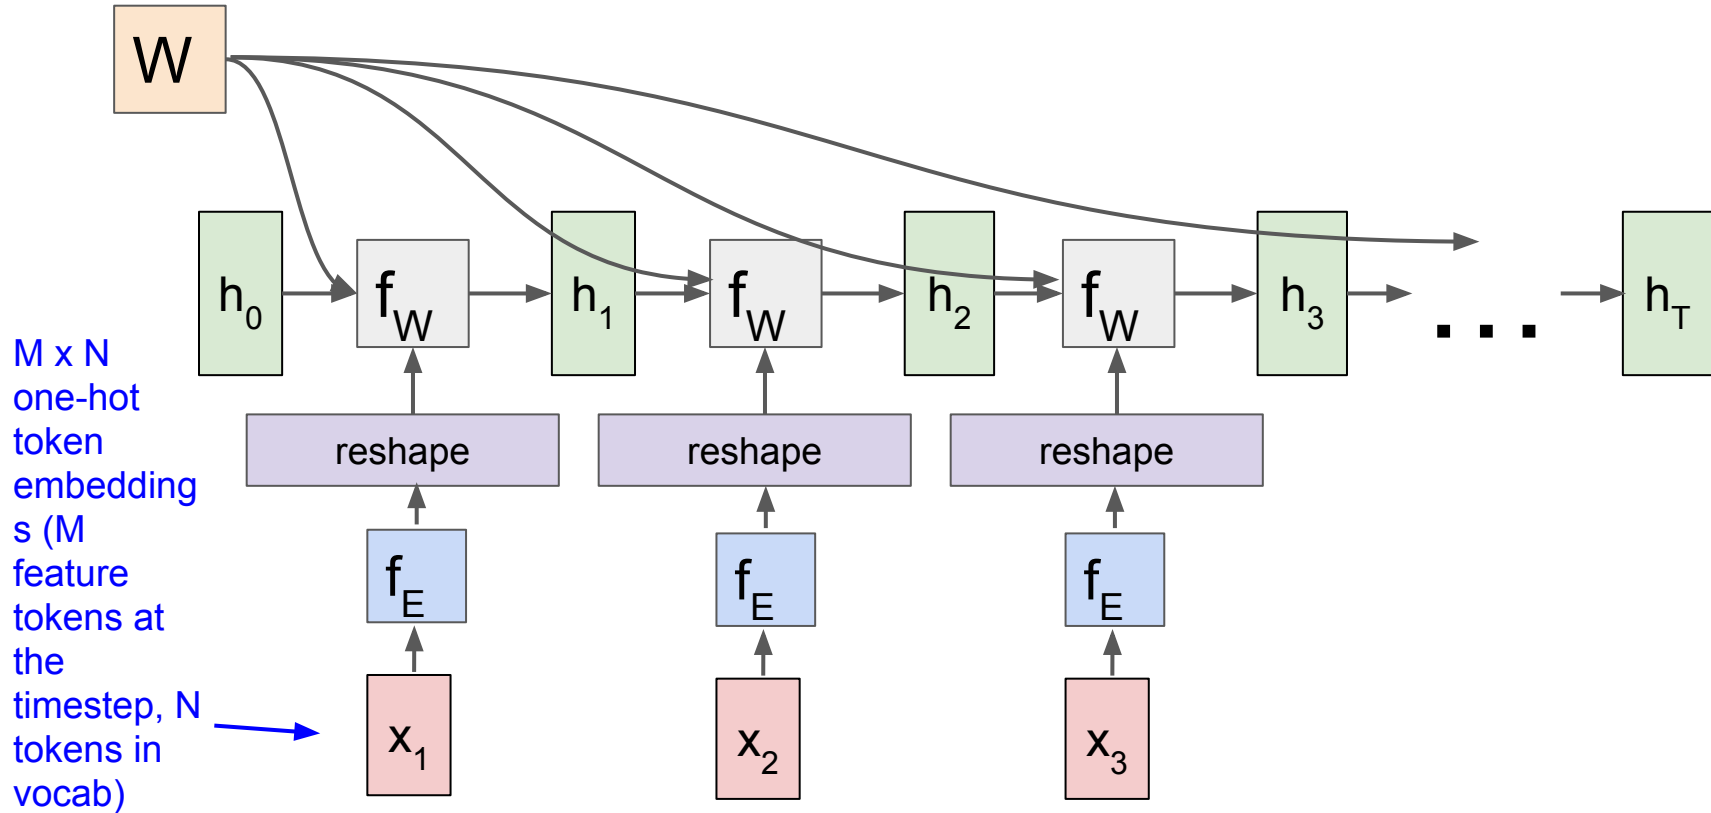 W
h0 fW h1 fW h2 fW h3 ... hT
reshape reshape reshape
fE fE fE
x1 x2 x3
M x N
one-hot
token
embedding
s (M
feature
tokens at
the
timestep, N
tokens in
vocab)